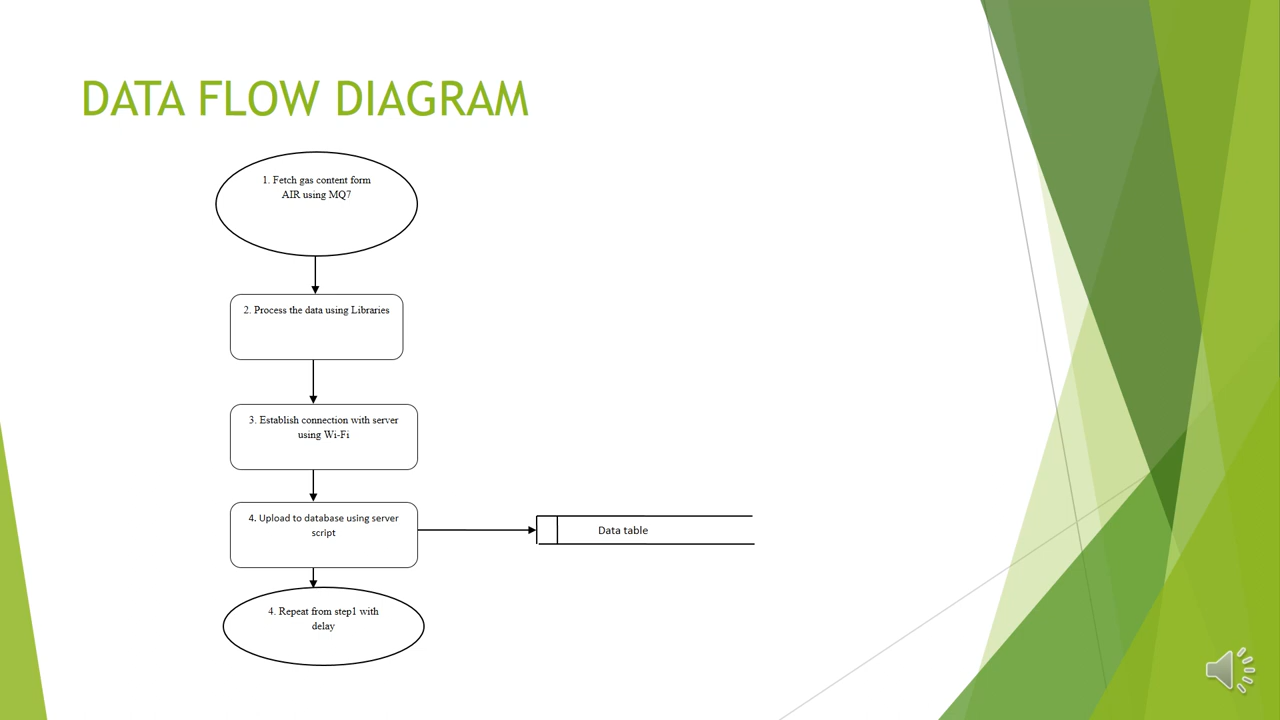 DATA FLOW DIAGRAM
1. Fetch gas content form
AIR using MQ7
2. Process the data using Libraries
3. Establish connection with server
using Wi-Fi
4. Upload to database using server
script
Data table
4. Repeat from step1 with
delay